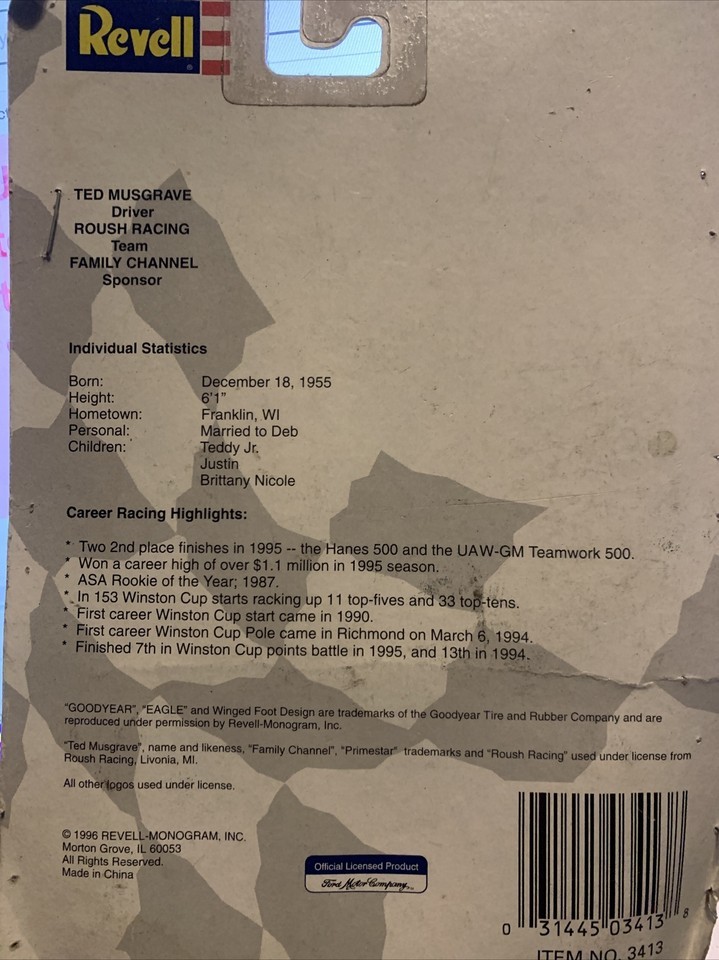 Revell
®
TED MUSGRAVE
Driver
ROUSH RACING
Team
FAMILY CHANNEL
Sponsor
Individual Statistics
Born: December 18, 1955
Height: 6'1"
Hometown: Franklin, WI
Personal: Married to Deb
Children: Teddy Jr.
Justin
Brittany Nicole
Career Racing Highlights:
* Two 2nd place finishes in 1995 -- the Hanes 500 and the UAW-GM Teamwork 500.
* Won a career high of over $1.1 million in 1995 season.
* ASA Rookie of the Year; 1987.
* In 153 Winston Cup starts racking up 11 top-fives and 33 top-tens.
* First career Winston Cup start came in 1990.
* First career Winston Cup Pole came in Richmond on March 6, 1994.
* Finished 7th in Winston Cup points battle in 1995, and 13th in 1994.
"GOODYEAR", "EAGLE" and Winged Foot Design are trademarks of the Goodyear Tire and Rubber Company and are
reproduced under permission by Revell-Monogram, Inc.
"Ted Musgrave", name and likeness, "Family Channel", "Primestar" trademarks and "Roush Racing" used under license from
Roush Racing, Livonia, MI.
All other logos used under license.
© 1996 REVELL-MONOGRAM, INC.
Morton Grove, IL 60053
All Rights Reserved.
Made in China
Official Licensed Product
Ford Motor Company
0 31445 03413 8
ITEM NO. 3413